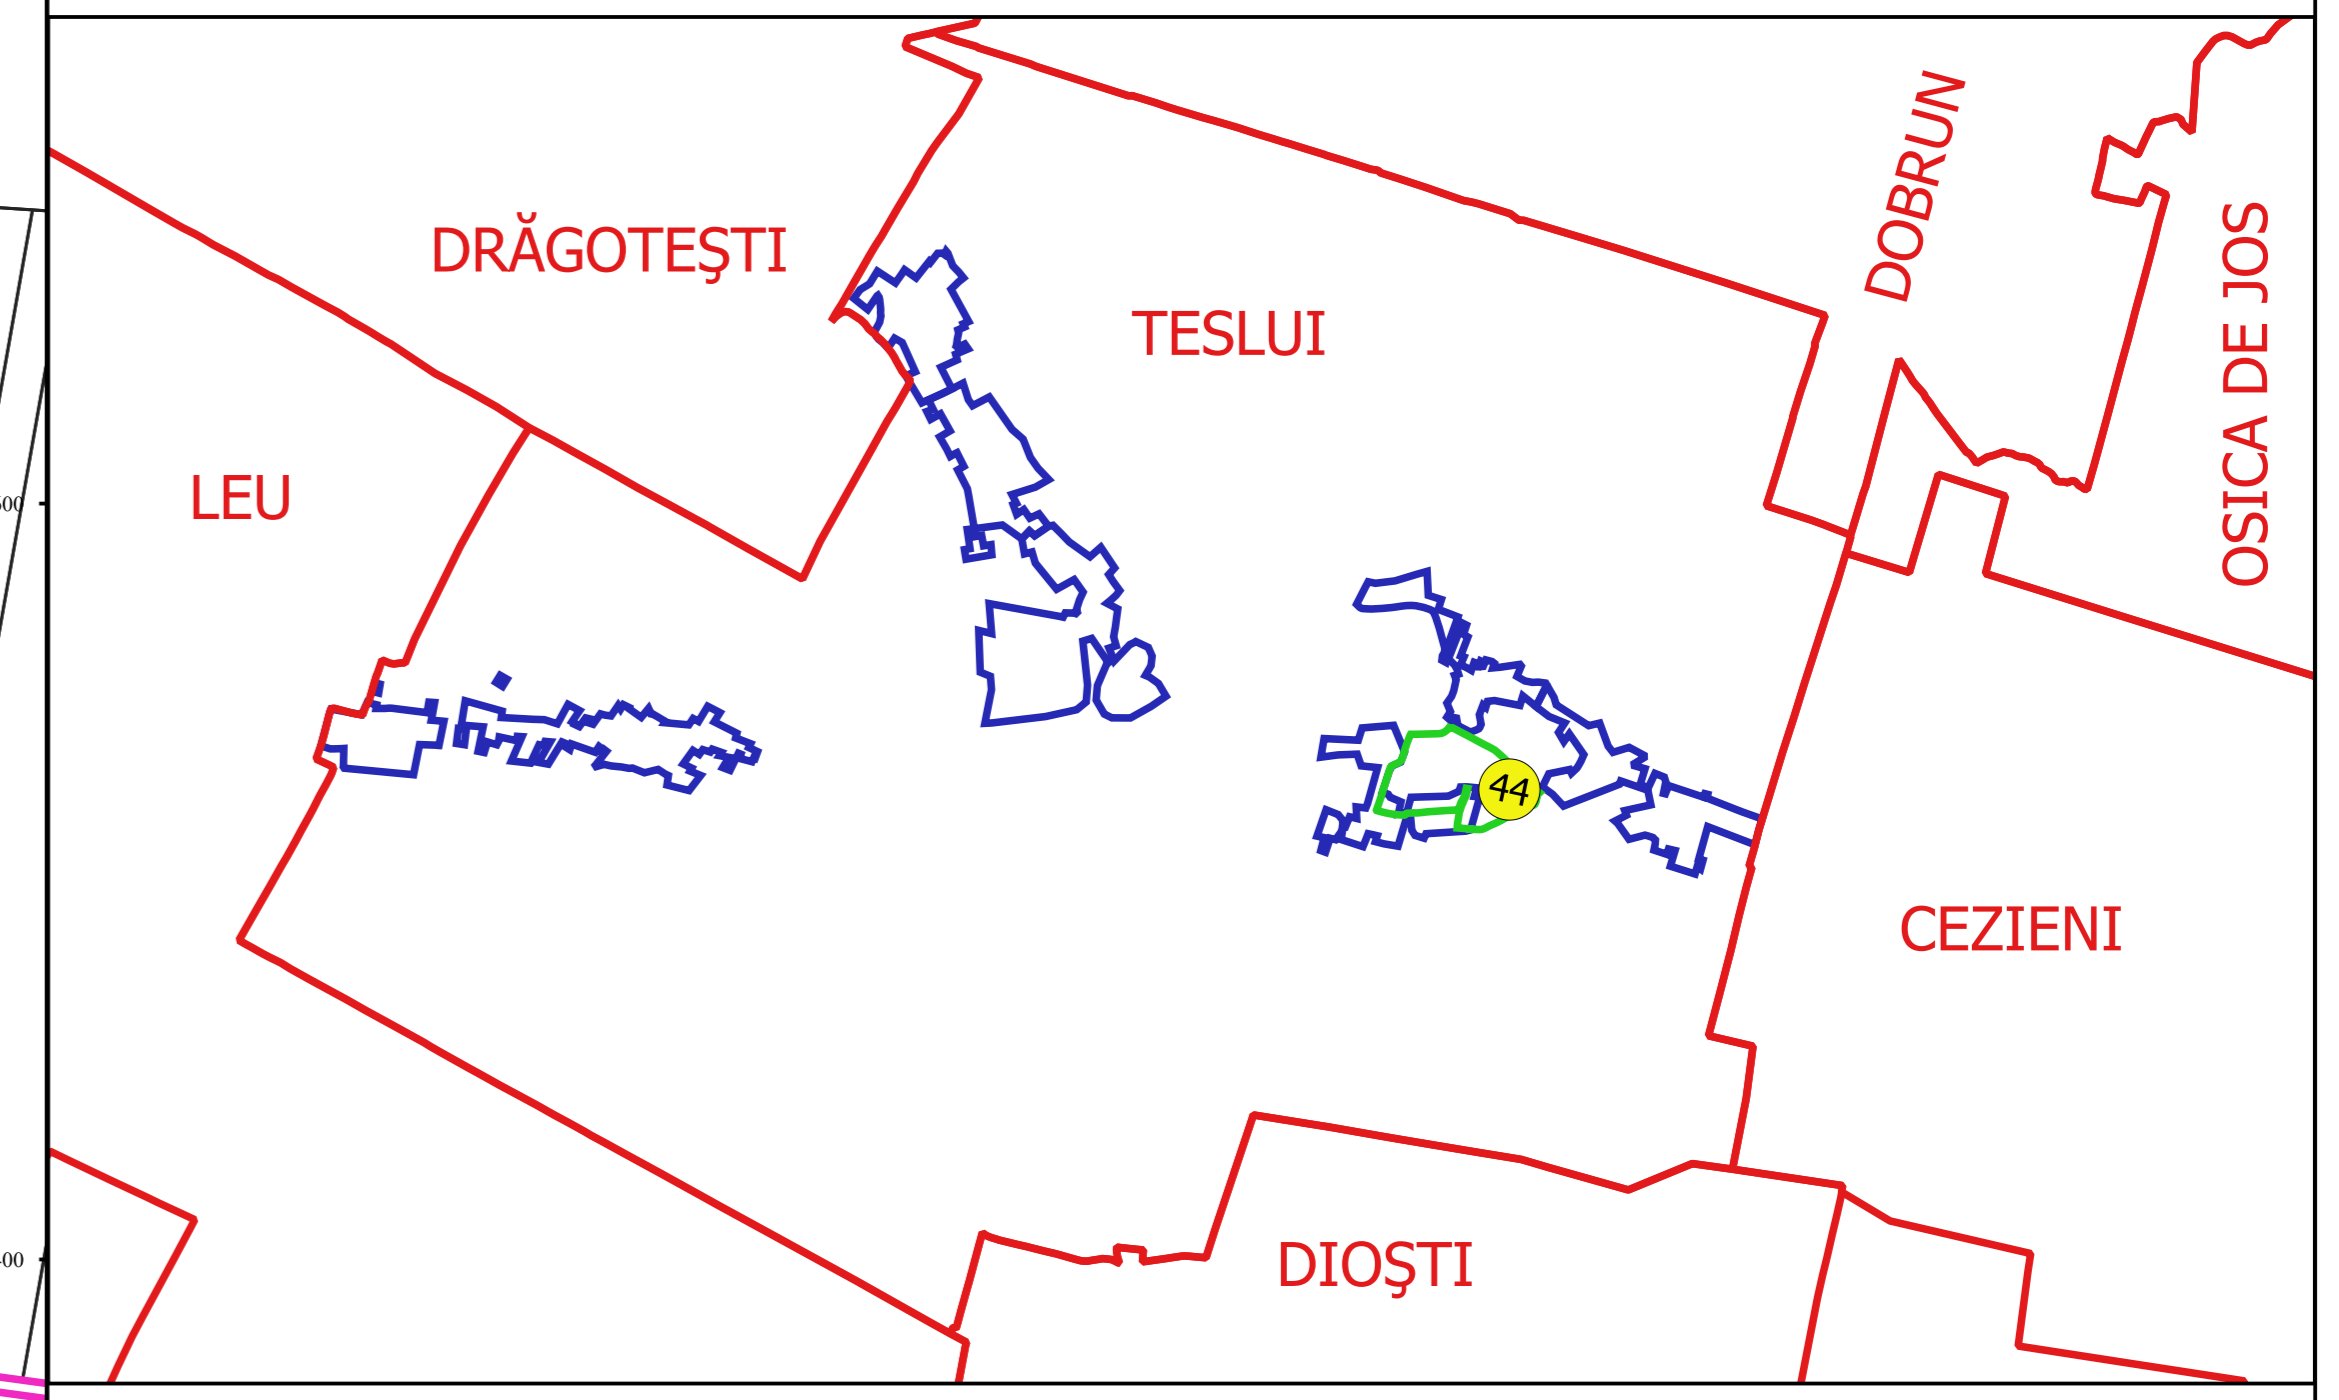 DOBRUN
DRĂGOTEŞTI
TESLUI
OSICA DE JOS
LEU
44
CEZIENI
DIOŞTI